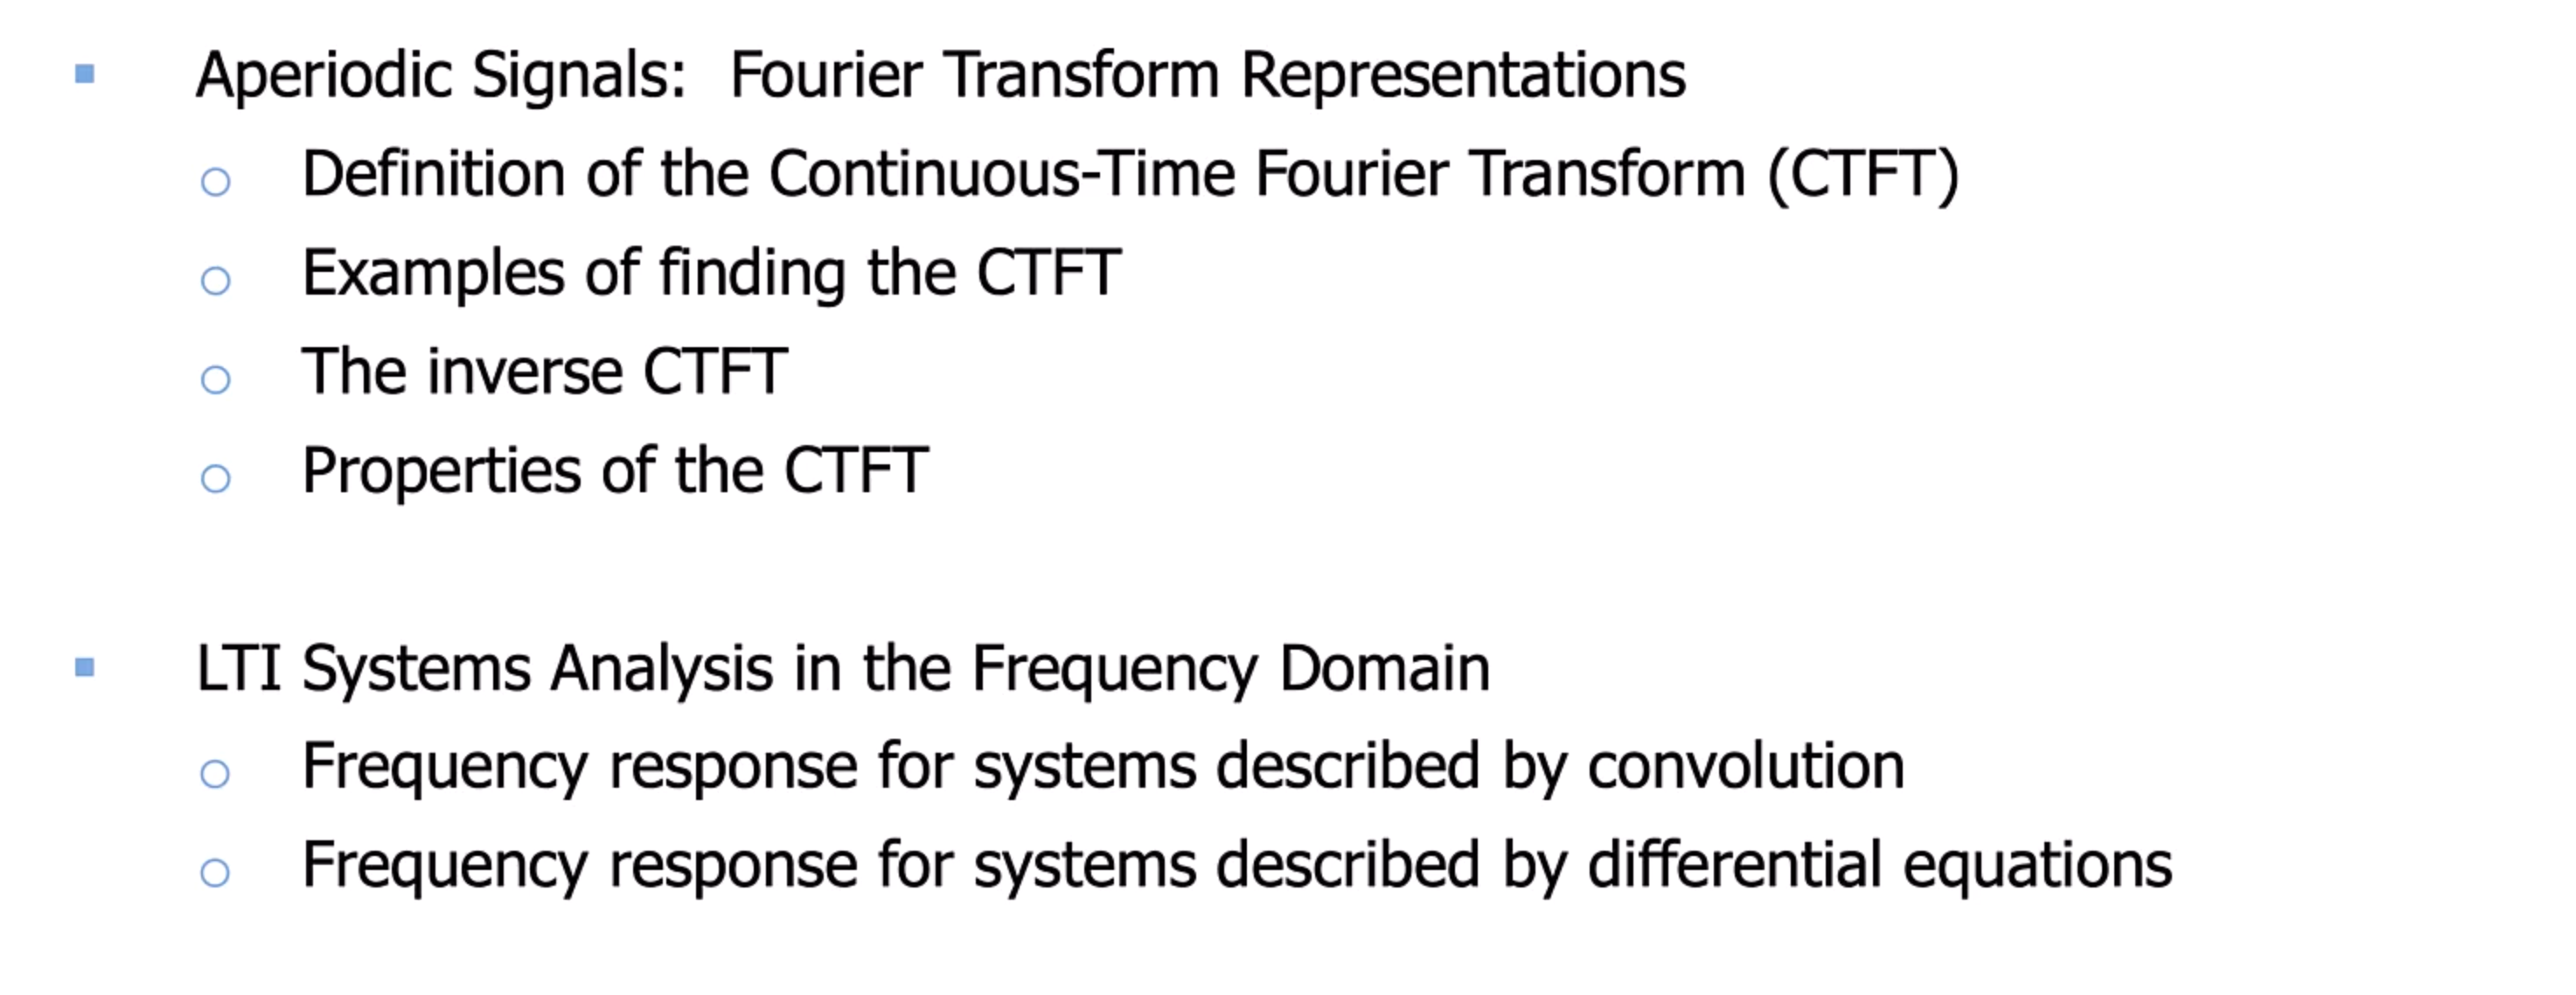 Aperiodic Signals: Fourier Transform Representations
Definition of the Continuous-Time Fourier Transform (CTFT)
Examples of finding the CTFT
The inverse CTFT
Properties of the CTFT
LTI Systems Analysis in the Frequency Domain
Frequency response for systems described by convolution
Frequency response for systems described by differential equations